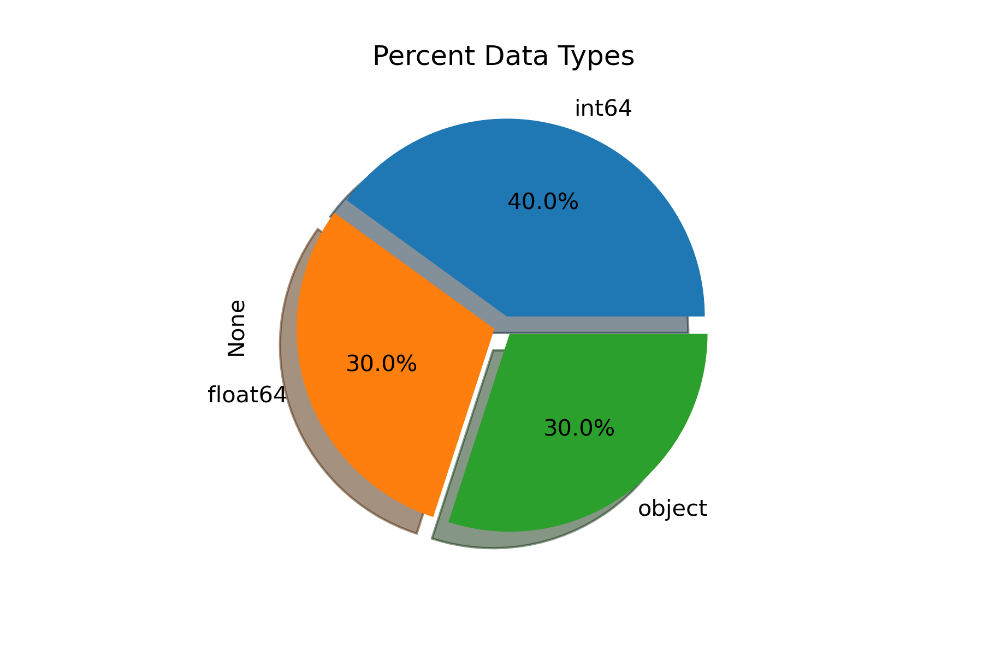 Percent Data Types
int64
40.0%
None
30.0%
float64
30.0%
object